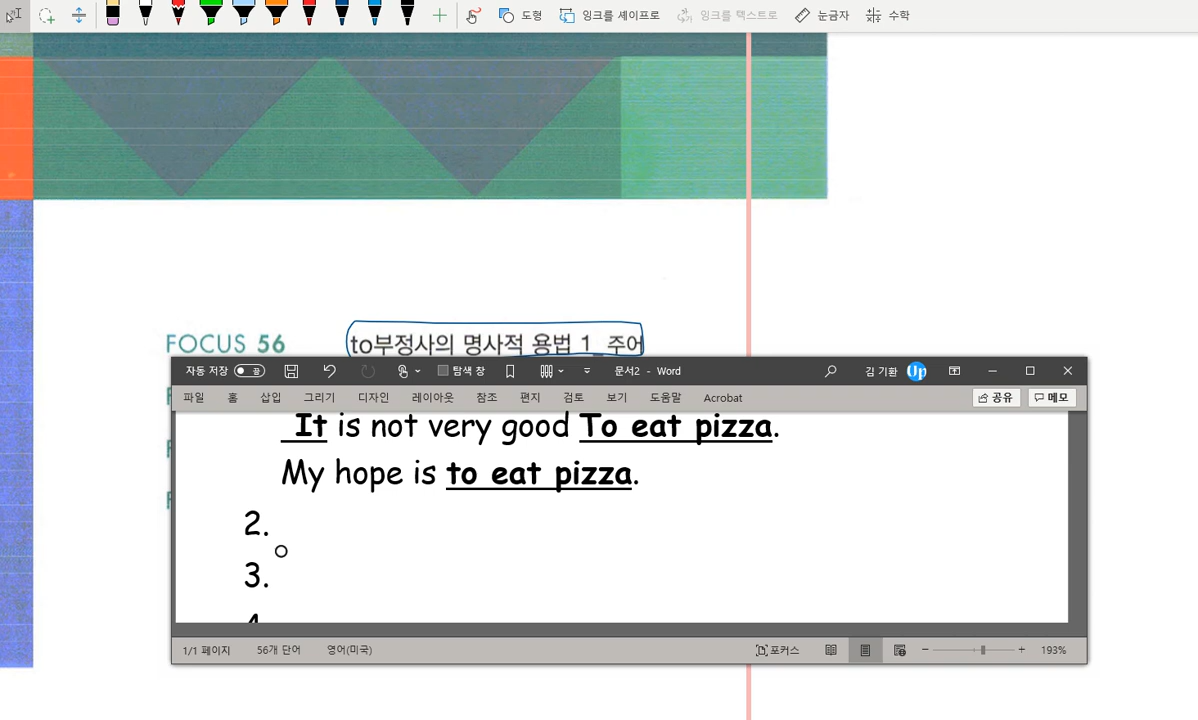 도형 잉크를 셰이프로 잉크를 텍스트로 눈금자 수학
FOCUS 56 to부정사의 명사적 용법 1_ 주어
자동 저장 끔 탐색 창 문서2 - Word 김 기환 Up
파일 홈 삽입 그리기 디자인 레이아웃 참조 편지 검토 보기 도움말 Acrobat 공유 메모
It is not very good To eat pizza.
My hope is to eat pizza.
2.
3.
1/1 페이지 56개 단어 영어(미국) 포커스 193%